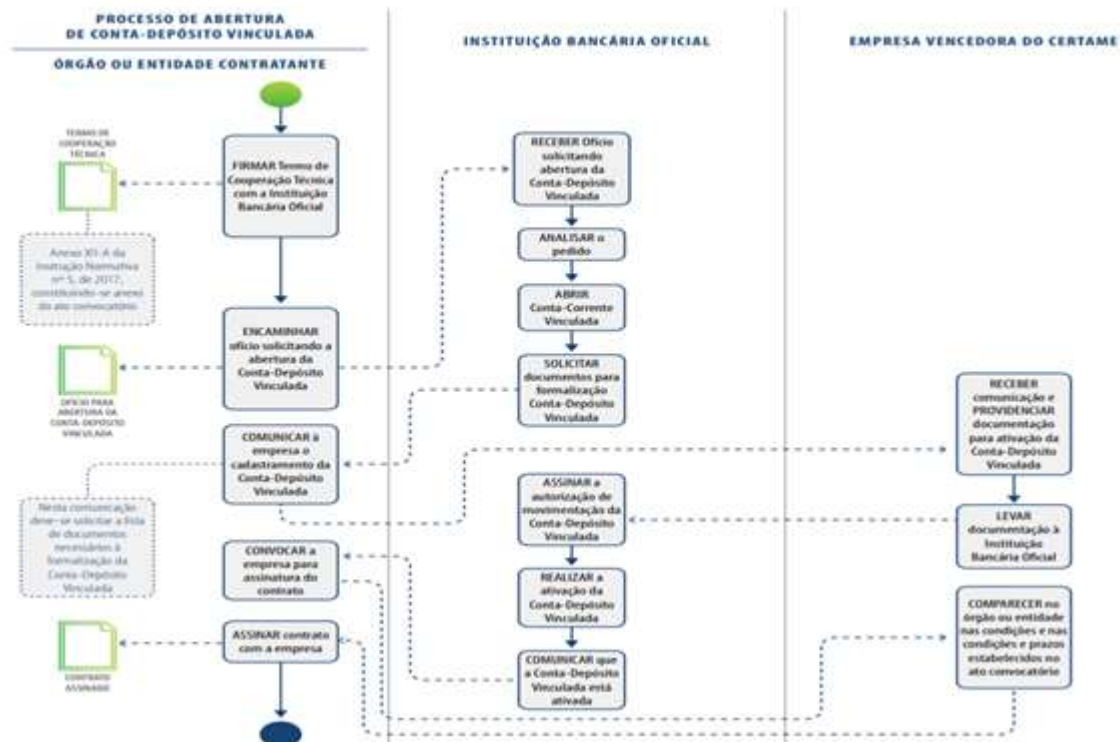 PROCESSO DE ABERTURA
DE CONTA-DEPÓSITO VINCULADA
ÓRGÃO OU ENTIDADE CONTRATANTE
INSTITUIÇÃO BANCÁRIA OFICIAL
EMPRESA VENCEDORA DO CERTAME
TERMO DE
COOPERAÇÃO
TÉCNICA
FIRMAR Termo de
Cooperação Técnica
com a Instituição
Bancária Oficial
Anexo XII-A da
Instrução Normativa
nº 5, de 2017,
constituindo-se anexo
do ato convocatório
ENCAMINHAR
ofício solicitando a
abertura da
Conta-Depósito
Vinculada
OFÍCIO PARA
ABERTURA DA
CONTA-DEPÓSITO
VINCULADA
RECEBER Ofício
solicitando
abertura da
Conta-Depósito
Vinculada
ANALISAR o
pedido
ABRIR
Conta-Corrente
Vinculada
SOLICITAR
documentos para
formalização
Conta-Depósito
Vinculada
COMUNICAR à
empresa o
cadastramento da
Conta-Depósito
Vinculada
Nesta comunicação
deve-se solicitar a lista
de documentos
necessários à
formalização da
Conta-Depósito
Vinculada
RECEBER
comunicação e
PROVIDENCIAR
documentação
para ativação da
Conta-Depósito
Vinculada
LEVAR
documentação à
Instituição
Bancária Oficial
ASSINAR a
autorização de
movimentação da
Conta-Depósito
Vinculada
REALIZAR a
ativação da
Conta-Depósito
Vinculada
COMUNICAR que
a Conta-Depósito
Vinculada está
ativada
CONVOCAR a
empresa para
assinatura do
contrato
COMPARECER no
órgão ou entidade
nas condições e nas
condições e prazos
estabelecidos no
ato convocatório
ASSINAR contrato
com a empresa
CONTRATO
ASSINADO